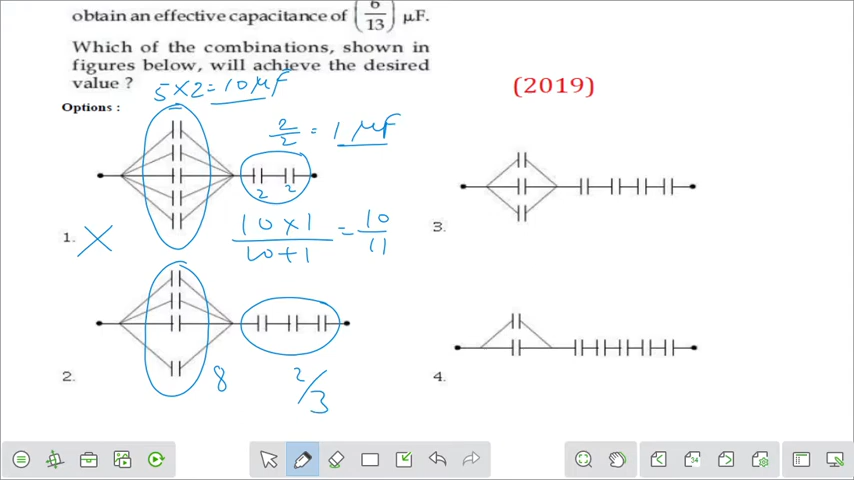 obtain an effective capacitance of (6/13) μF.
Which of the combinations, shown in
figures below, will achieve the desired
value ?
5×2=10μF
(2019)
Options :
2/2 = 1μF
2 2
1.
10×1/10+1 = 10/11
3.
2.
8
2/3
4.
34